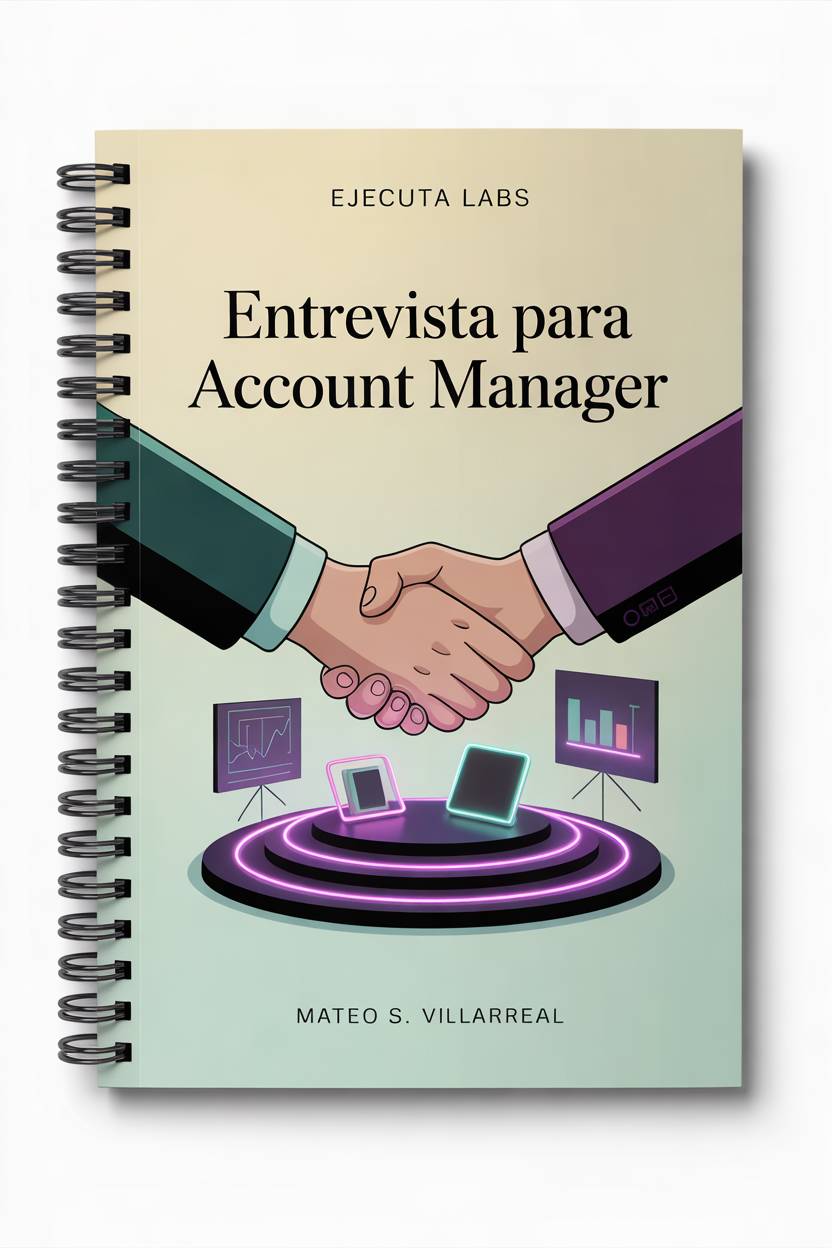 EJECUTA LABS
Entrevista para
Account Manager
MATEO S. VILLARREAL